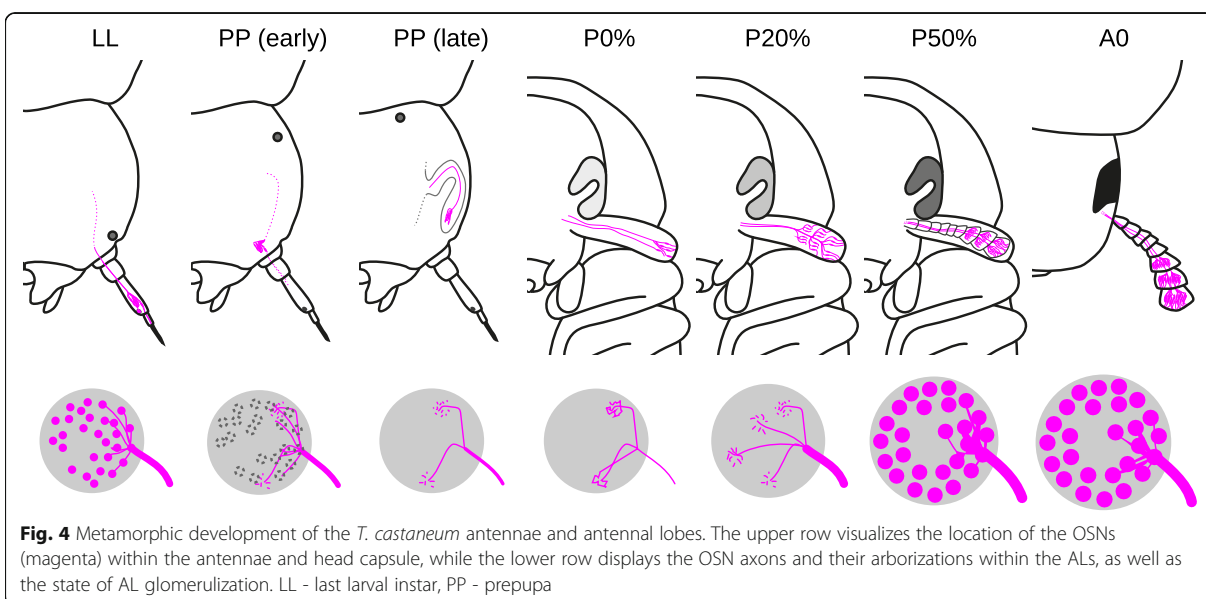 LL PP (early) PP (late) P0% P20% P50% A0
Fig. 4 Metamorphic development of the T. castaneum antennae and antennal lobes. The upper row visualizes the location of the OSNs
(magenta) within the antennae and head capsule, while the lower row displays the OSN axons and their arborizations within the ALs, as well as
the state of AL glomerulization. LL - last larval instar, PP - prepupa